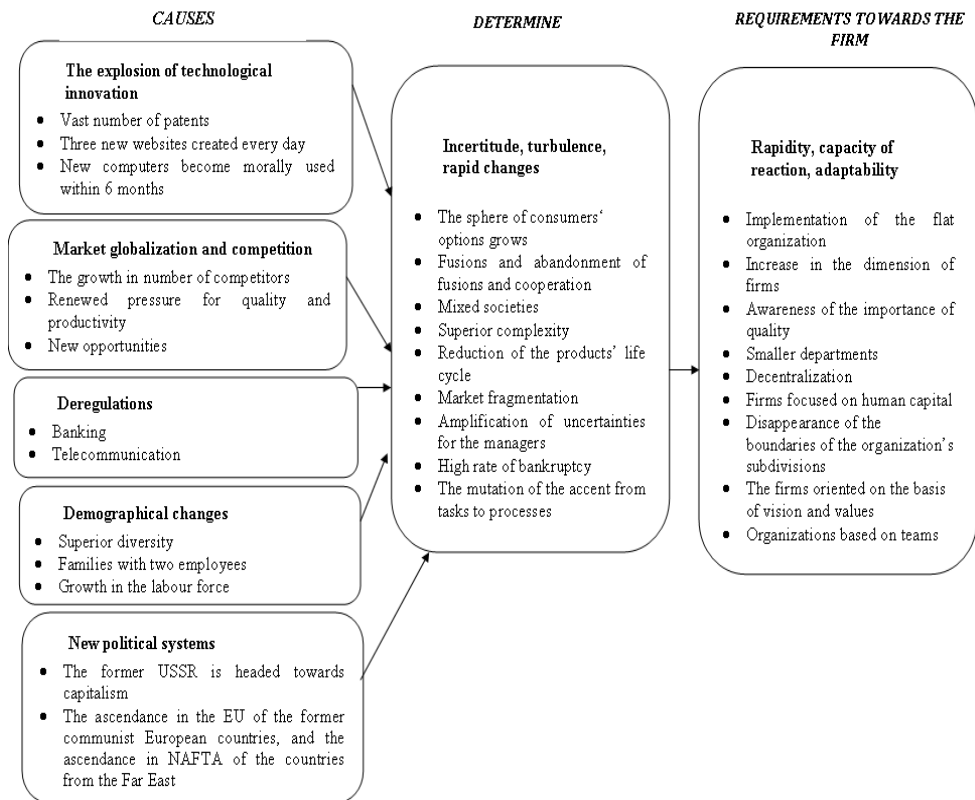 CAUSES
DETERMINE
REQUIREMENTS TOWARDS THE
FIRM
The explosion of technological
innovation
• Vast number of patents
• Three new websites created every day
• New computers become morally used
within 6 months
Market globalization and competition
• The growth in number of competitors
• Renewed pressure for quality and
productivity
• New opportunities
Deregulations
• Banking
• Telecommunication
Demographical changes
• Superior diversity
• Families with two employees
• Growth in the labour force
New political systems
• The former USSR is headed towards
capitalism
• The ascendance in the EU of the former
communist European countries, and the
ascendance in NAFTA of the countries
from the Far East
Incertitude, turbulence,
rapid changes
• The sphere of consumers‘
options grows
• Fusions and abandonment of
fusions and cooperation
• Mixed societies
• Superior complexity
• Reduction of the products’ life
cycle
• Market fragmentation
• Amplification of uncertainties
for the managers
• High rate of bankruptcy
• The mutation of the accent from
tasks to processes
Rapidity, capacity of
reaction, adaptability
• Implementation of the flat
organization
• Increase in the dimension of
firms
• Awareness of the importance of
quality
• Smaller departments
• Decentralization
• Firms focused on human capital
• Disappearance of the
boundaries of the organization’s
subdivisions
• The firms oriented on the basis
of vision and values
• Organizations based on teams